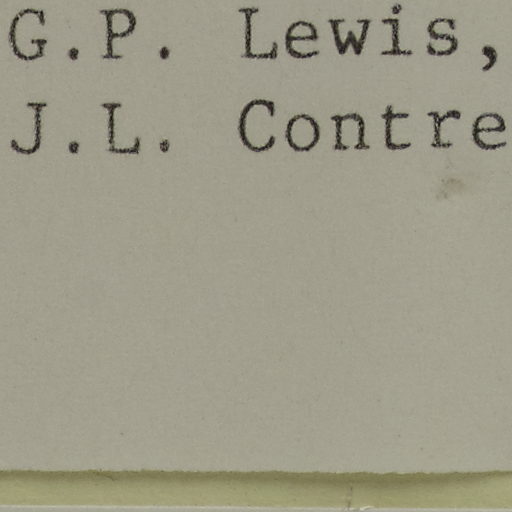 G.P. Lewis,
J.L. Contre